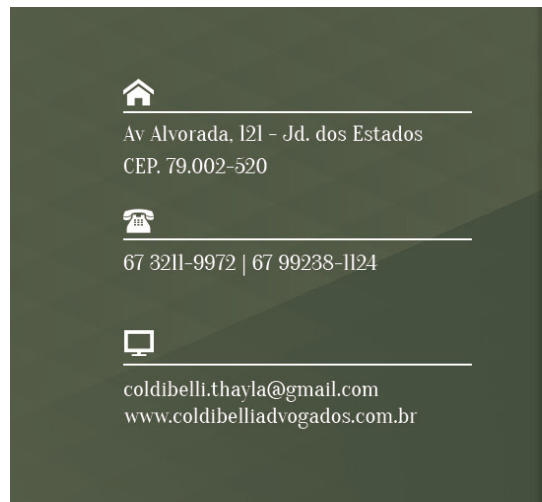 Av Alvorada, 121 - Jd. dos Estados
CEP. 79.002-520
67 3211-9972 | 67 99238-1124
coldibelli.thayla@gmail.com
www.coldibelliadvogados.com.br